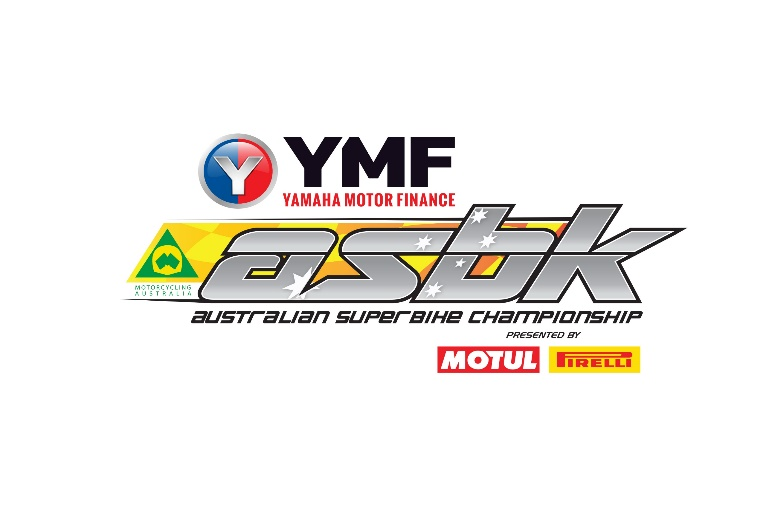 Y YMF
YAMAHA MOTOR FINANCE
asbk
MOTORCYCLING
AUSTRALIA
AUSTRALIAN SUPERBIKE CHAMPIONSHIP
PRESENTED BY
MOTUL PIRELLI